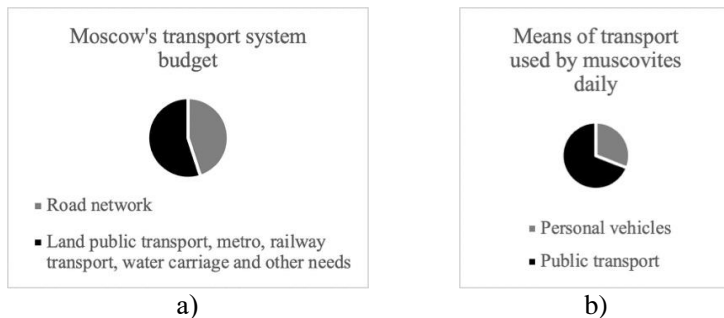 Moscow's transport system
budget
Road network
Land public transport, metro, railway
transport, water carriage and other needs
a)
Means of transport
used by muscovites
daily
Personal vehicles
Public transport
b)